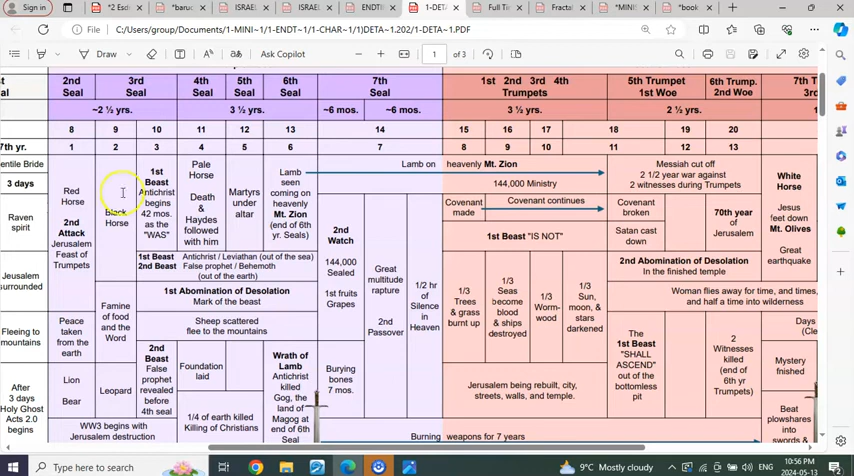 Sign in
*2 Esd
*baruc
ISRAEL
ISRAEL
ENDTIN
1-DETA
Full Tim
Fractal
*MINIS
*book
File
C:/Users/group/Documents/1-MINI~1/ENDT~1/1-CHAR~1/1)DETA~1.202/1-DETA~1.PDF
Draw
Ask Copilot
1
of 3
2nd Seal
3rd Seal
4th Seal
5th Seal
6th Seal
7th Seal
1st 2nd 3rd 4th Trumpets
5th Trumpet 1st Woe
6th Trump. 2nd Woe
7th T
3rd
~2 ½ yrs.
3 ½ yrs.
~6 mos.
~6 mos.
3 ½ yrs.
2 ½ yrs.
1
8 9 10 11 12 13 14 15 16 17 18 19 20
7th yr.
1 2 3 4 5 6 7 8 9 10 11 12 13
entile Bride
3 days
Raven spirit
Jerusalem surrounded
Fleeing to mountains
After 3 days Holy Ghost Acts 2.0 begins
Red Horse
2nd Attack
Jerusalem Feast of Trumpets
Peace taken from the earth
Lion
Bear
Black Horse
Famine of food and the Word
Leopard
1st Beast
Antichrist begins 42 mos. as the "WAS"
Pale Horse
Death & Haydes followed with him
Martyrs under altar
Lamb seen coming on heavenly Mt. Zion (end of 6th yr. Seals)
1st Beast Antichrist / Leviathan (out of the sea)
2nd Beast False prophet / Behemoth
(out of the earth)
1st Abomination of Desolation
Mark of the beast
Sheep scattered
flee to the mountains
2nd Beast
False prophet revealed before 4th seal
Foundation laid
1/4 of earth killed
Killing of Christians
Wrath of Lamb
Antichrist killed Gog, the land of Magog at end of 6th Seal
WW3 begins with
Jerusalem destruction
2nd Watch
144,000 Sealed
1st fruits Grapes
Burying bones 7 mos.
Great multitude rapture
2nd Passover
1/2 hr of Silence in Heaven
Lamb on heavenly Mt. Zion
144,000 Ministry
Covenant made
Covenant continues
1st Beast "IS NOT"
1/3 Trees & grass burnt up
1/3 Seas become blood & ships destroyed
1/3 Worm-wood
1/3 Sun, moon, & stars darkened
Jerusalem being rebuilt, city, streets, walls, and temple.
Burning weapons for 7 years
Messiah cut off
2 1/2 year war against
2 witnesses during Trumpets
Covenant broken
Satan cast down
70th year of Jerusalem
2nd Abomination of Desolation
In the finished temple
Woman flies away for time, and times,
and half a time into wilderness
The 1st Beast "SHALL ASCEND" out of the bottomless pit
2 Witnesses killed (end of 6th yr Trumpets)
White Horse
Jesus feet down Mt. Olives
Great earthquake
Days
(Cle
Mystery finished
Beat plowshares into swords &
Type here to search
9°C Mostly cloudy
10:56 PM
2024-05-13